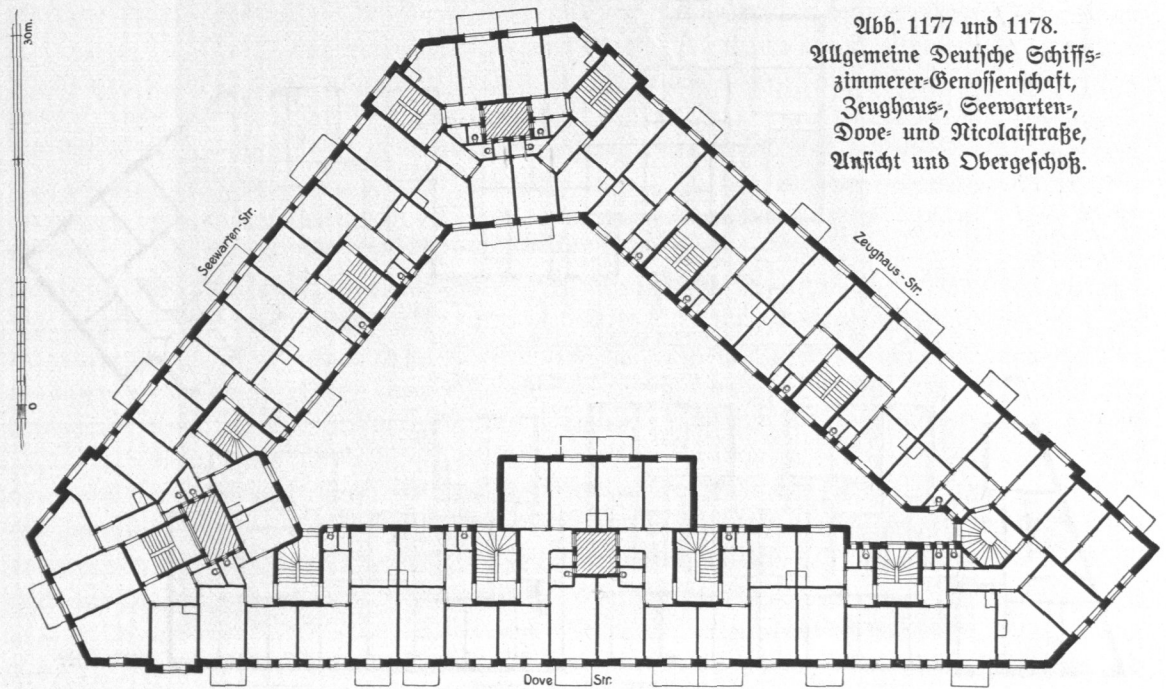 Abb. 1177 und 1178.
Allgemeine Deutsche Schiffs-
zimmerer-Genossenschaft,
Zeughaus-, Seewarten-,
Dove- und Nicolaistraße,
Ansicht und Obergeschoß.
30m.
0
Seewarten-Str.
Zeughaus-Str.
Dove Str.